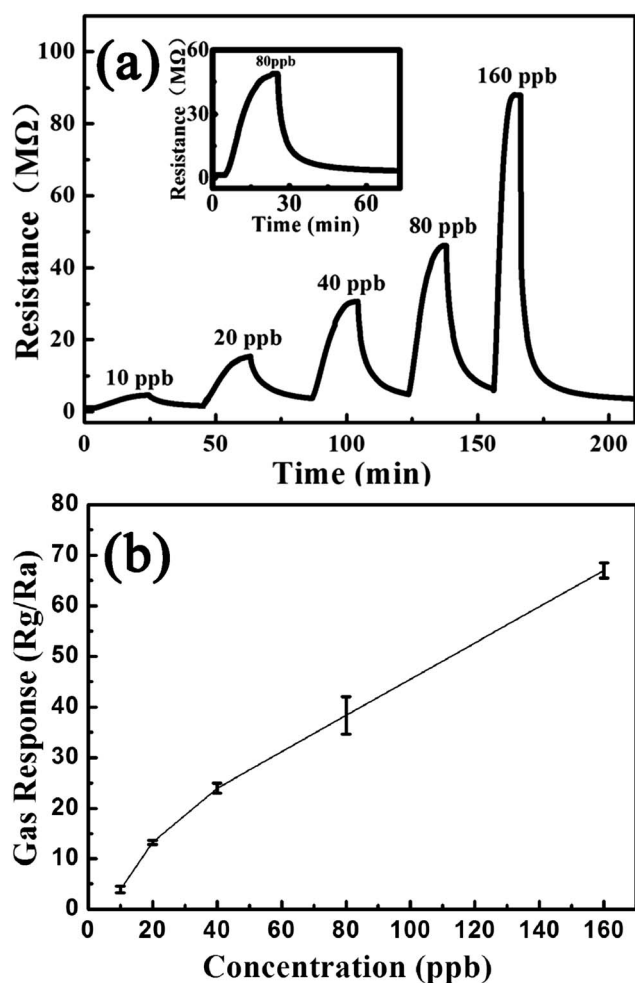 (a)
Resistance (MΩ)
100
80
60
40
20
0
0 50 100 150 200
Time (min)
10 ppb
20 ppb
40 ppb
80 ppb
160 ppb
Resistance (MΩ)
60
30
0
0 30 60
Time (min)
80ppb
(b)
Gas Response (Rg/Ra)
80
70
60
50
40
30
20
10
0
0 20 40 60 80 100 120 140 160
Concentration (ppb)